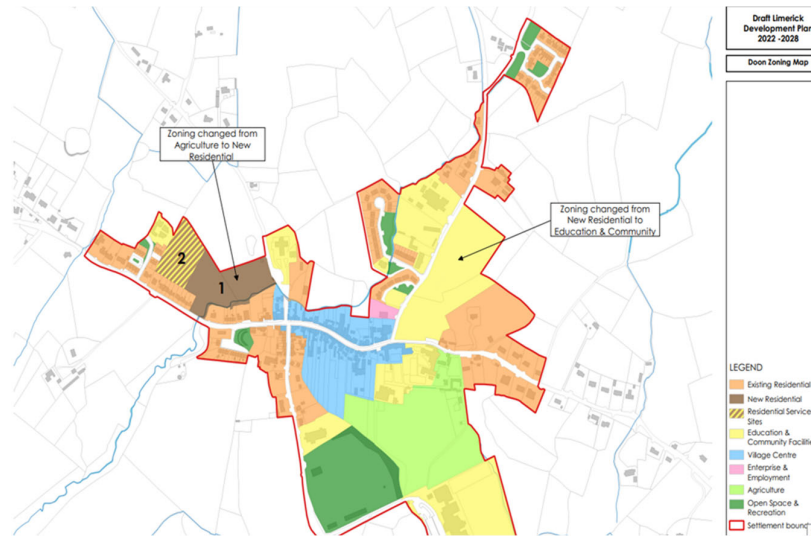 Draft Limerick
Development Plan
2022 -2028
Doon Zoning Map
Zoning changed from
Agriculture to New
Residential
Zoning changed from
New Residential to
Education & Community
2
1
LEGEND
Existing Residential
New Residential
Residential Service
Sites
Education &
Community Faciliti
Village Centre
Enterprise &
Employment
Agriculture
Open Space &
Recreation
Settlement bound